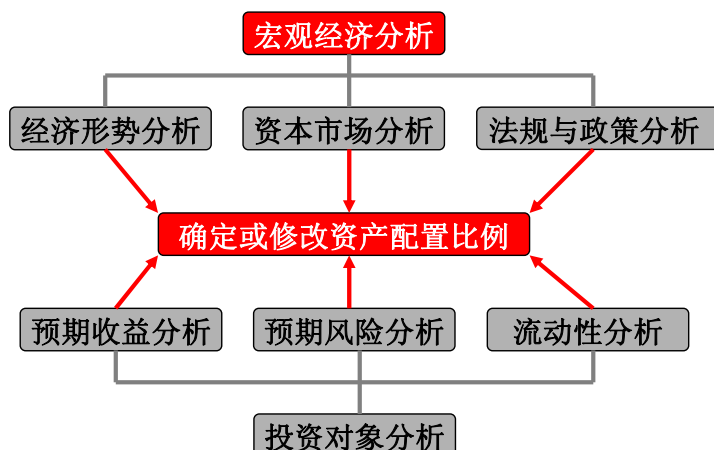 宏观经济分析
经济形势分析
资本市场分析
法规与政策分析
确定或修改资产配置比例
预期收益分析
预期风险分析
流动性分析
投资对象分析